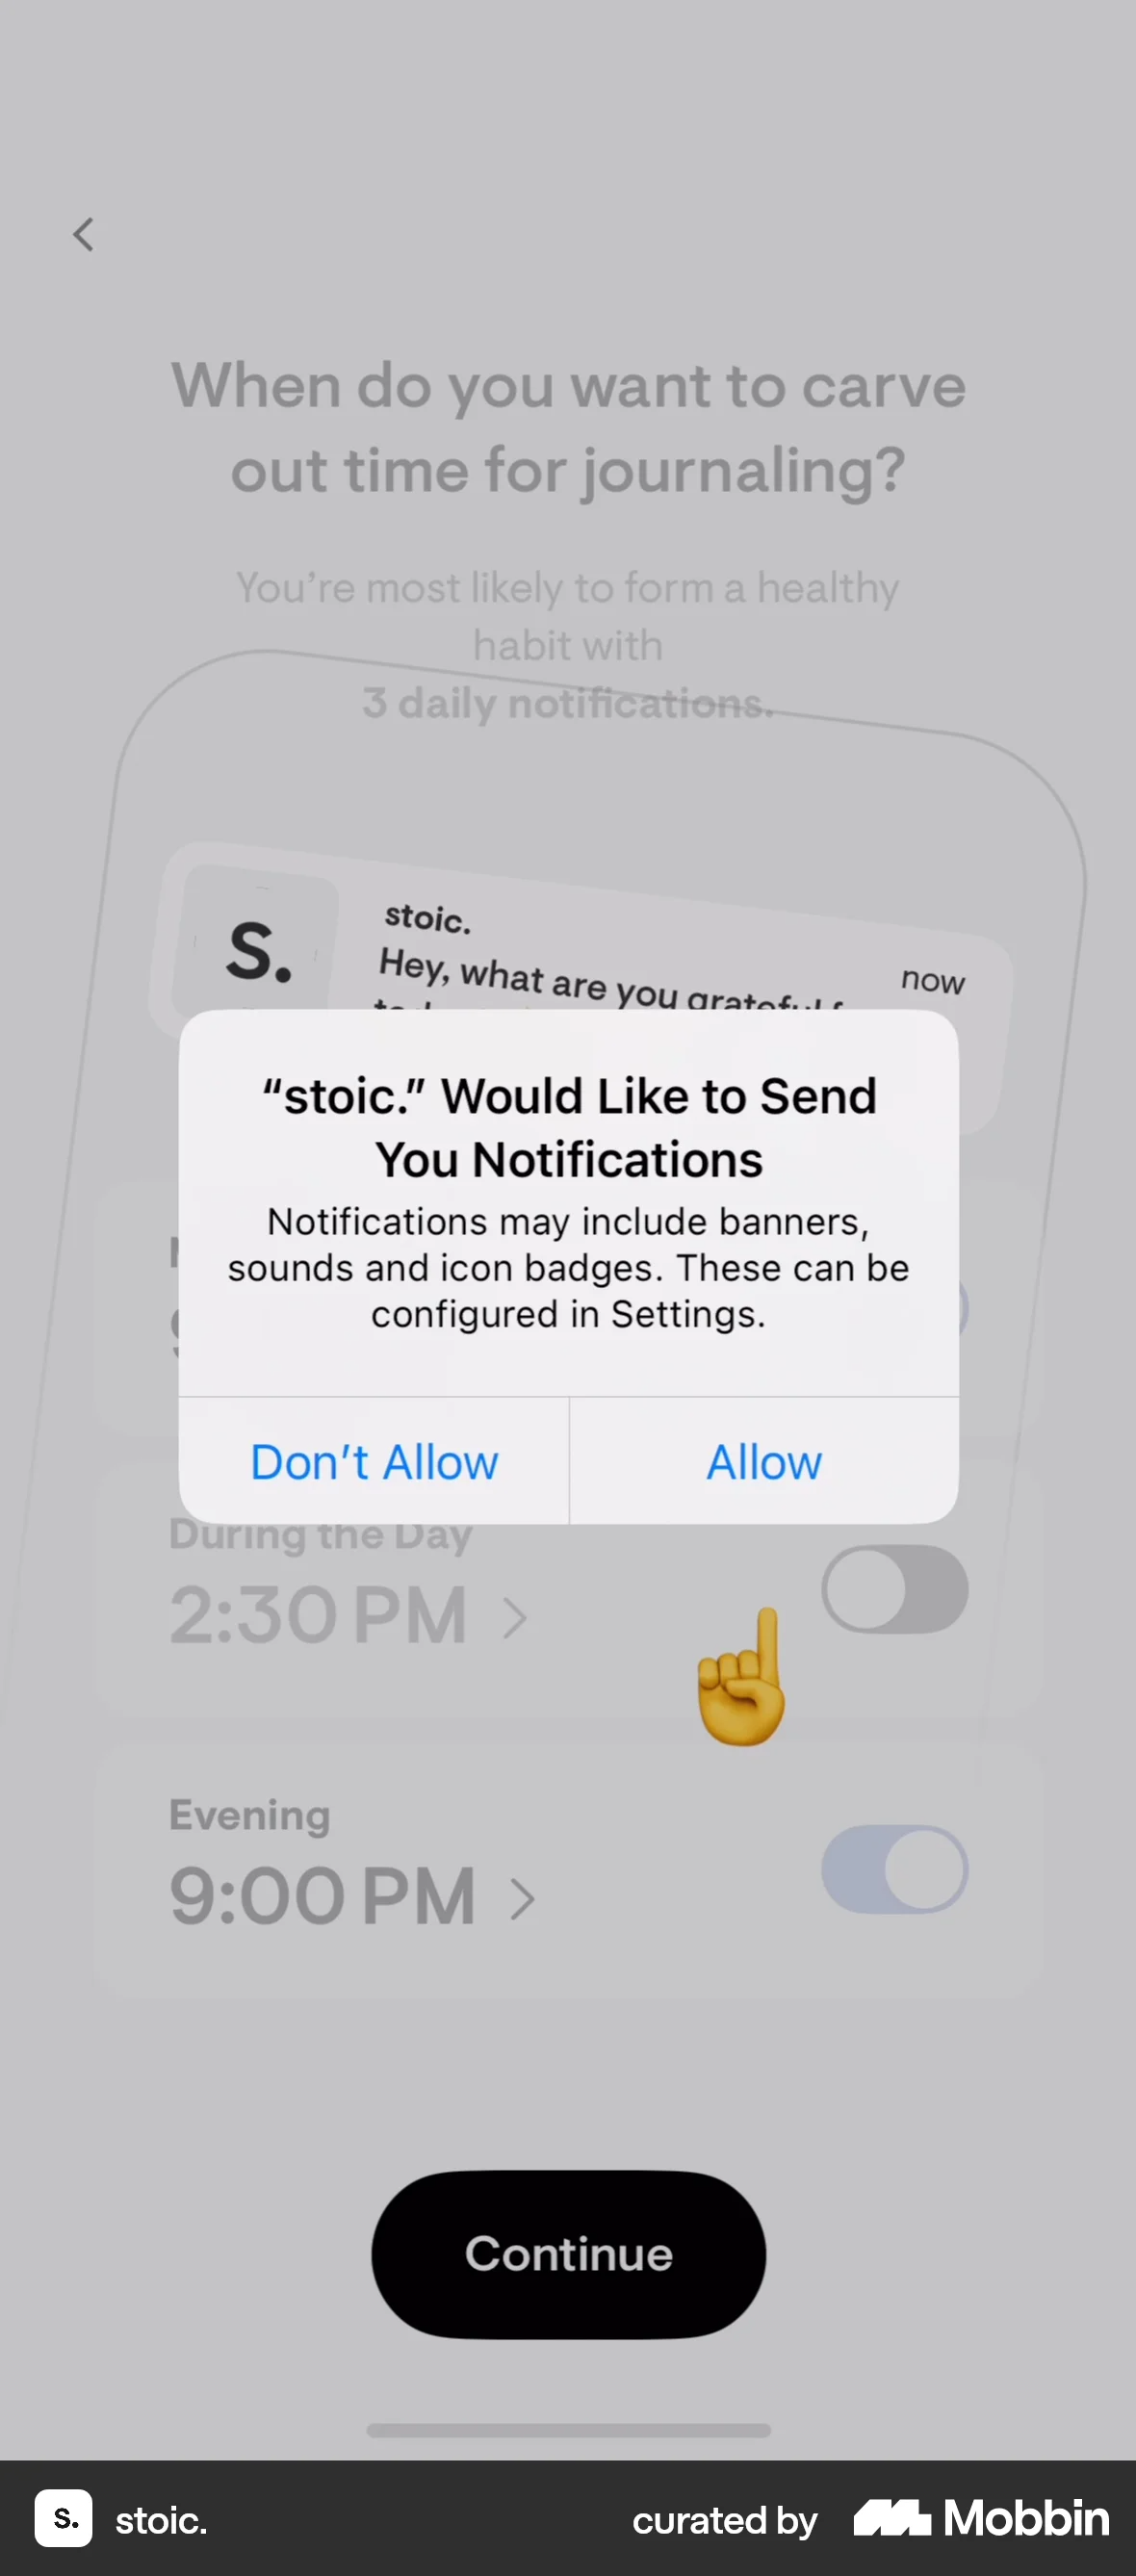 When do you want to carve
out time for journaling?
You’re most likely to form a healthy
habit with
3 daily notifications.
S.
stoic.
now
Hey, what are you grateful
“stoic.” Would Like to Send
You Notifications
Notifications may include banners,
sounds and icon badges. These can be
configured in Settings.
Don’t Allow
Allow
During the Day
2:30 PM >
Evening
9:00 PM >
Continue
S.
stoic.
curated by
Mobbin